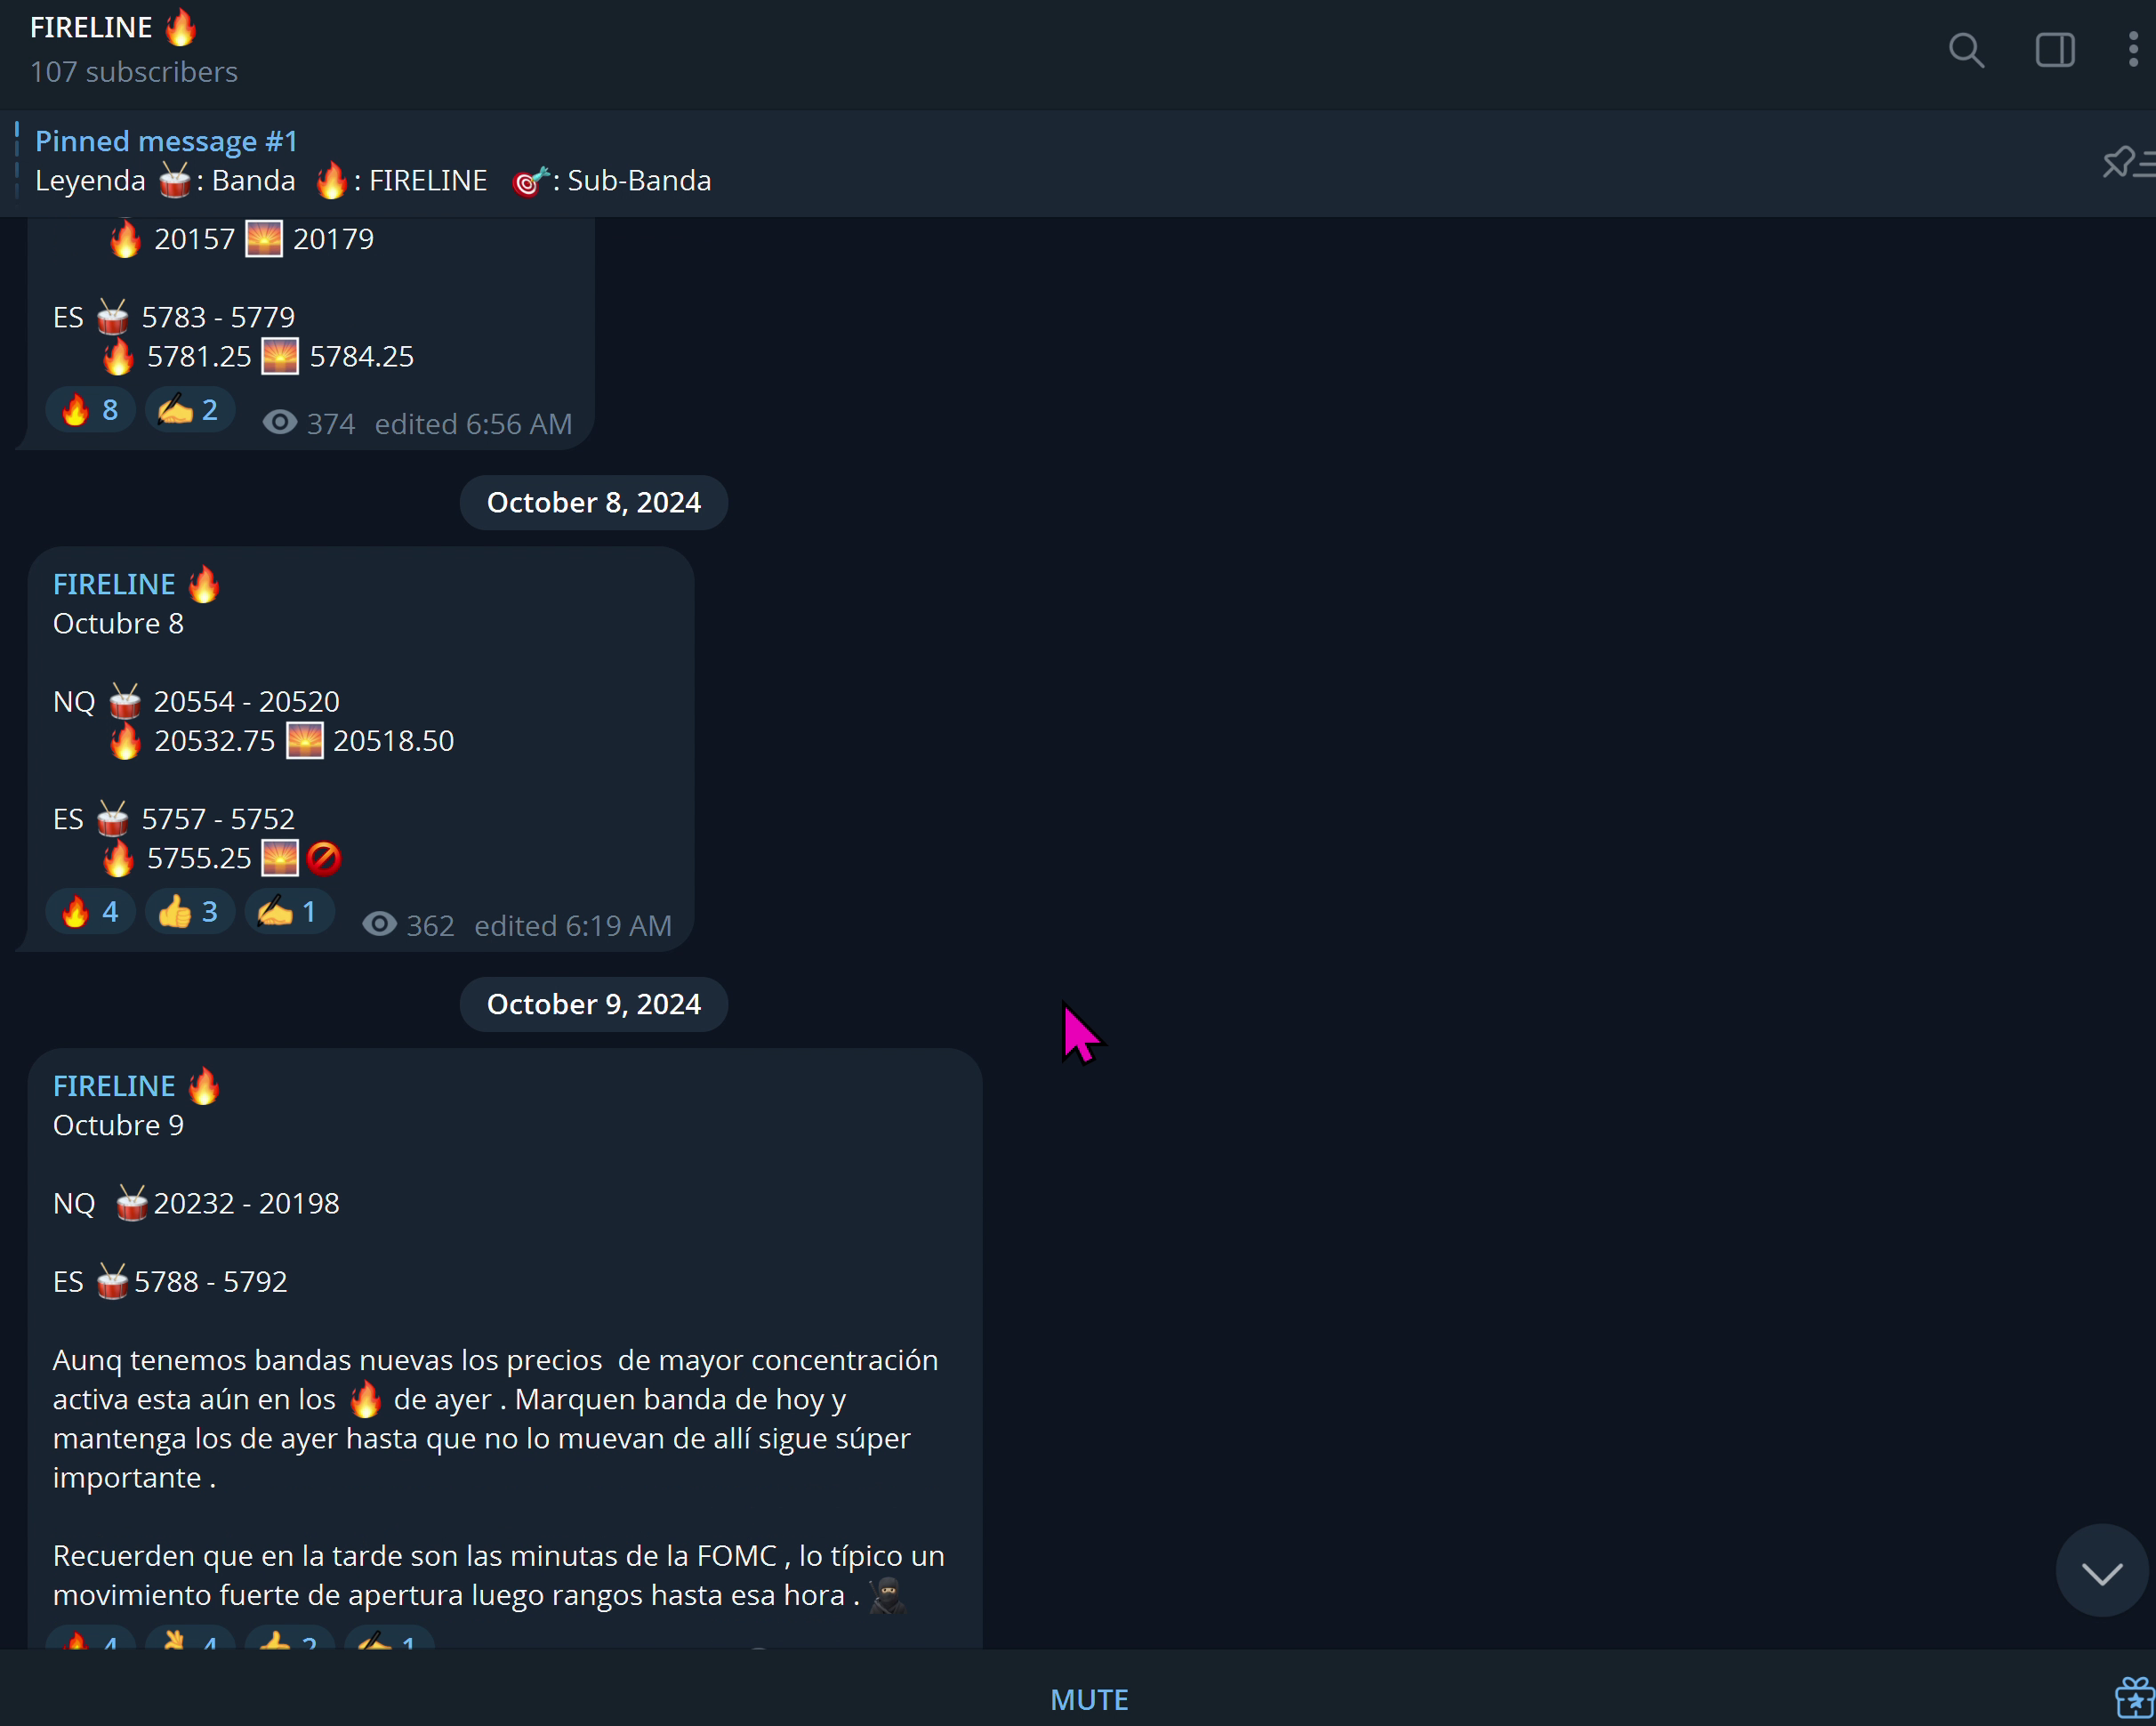 FIRELINE 🔥
107 subscribers
Pinned message #1
Leyenda 🥁: Banda 🔥: FIRELINE 🎯: Sub-Banda
🔥 20157 🌅 20179
ES 🥁 5783 - 5779
🔥 5781.25 🌅 5784.25
🔥 8 ✍️ 2 374 edited 6:56 AM
October 8, 2024
FIRELINE 🔥
Octubre 8
NQ 🥁 20554 - 20520
🔥 20532.75 🌅 20518.50
ES 🥁 5757 - 5752
🔥 5755.25 🌅 🚫
🔥 4 👍 3 ✍️ 1 362 edited 6:19 AM
October 9, 2024
FIRELINE 🔥
Octubre 9
NQ 🥁20232 - 20198
ES 🥁5788 - 5792
Aunq tenemos bandas nuevas los precios de mayor concentración
activa esta aún en los 🔥 de ayer . Marquen banda de hoy y
mantenga los de ayer hasta que no lo muevan de allí sigue súper
importante .
Recuerden que en la tarde son las minutas de la FOMC , lo típico un
movimiento fuerte de apertura luego rangos hasta esa hora . 🥷
🔥 4 👌 4 👍 2 ✍️ 1
MUTE